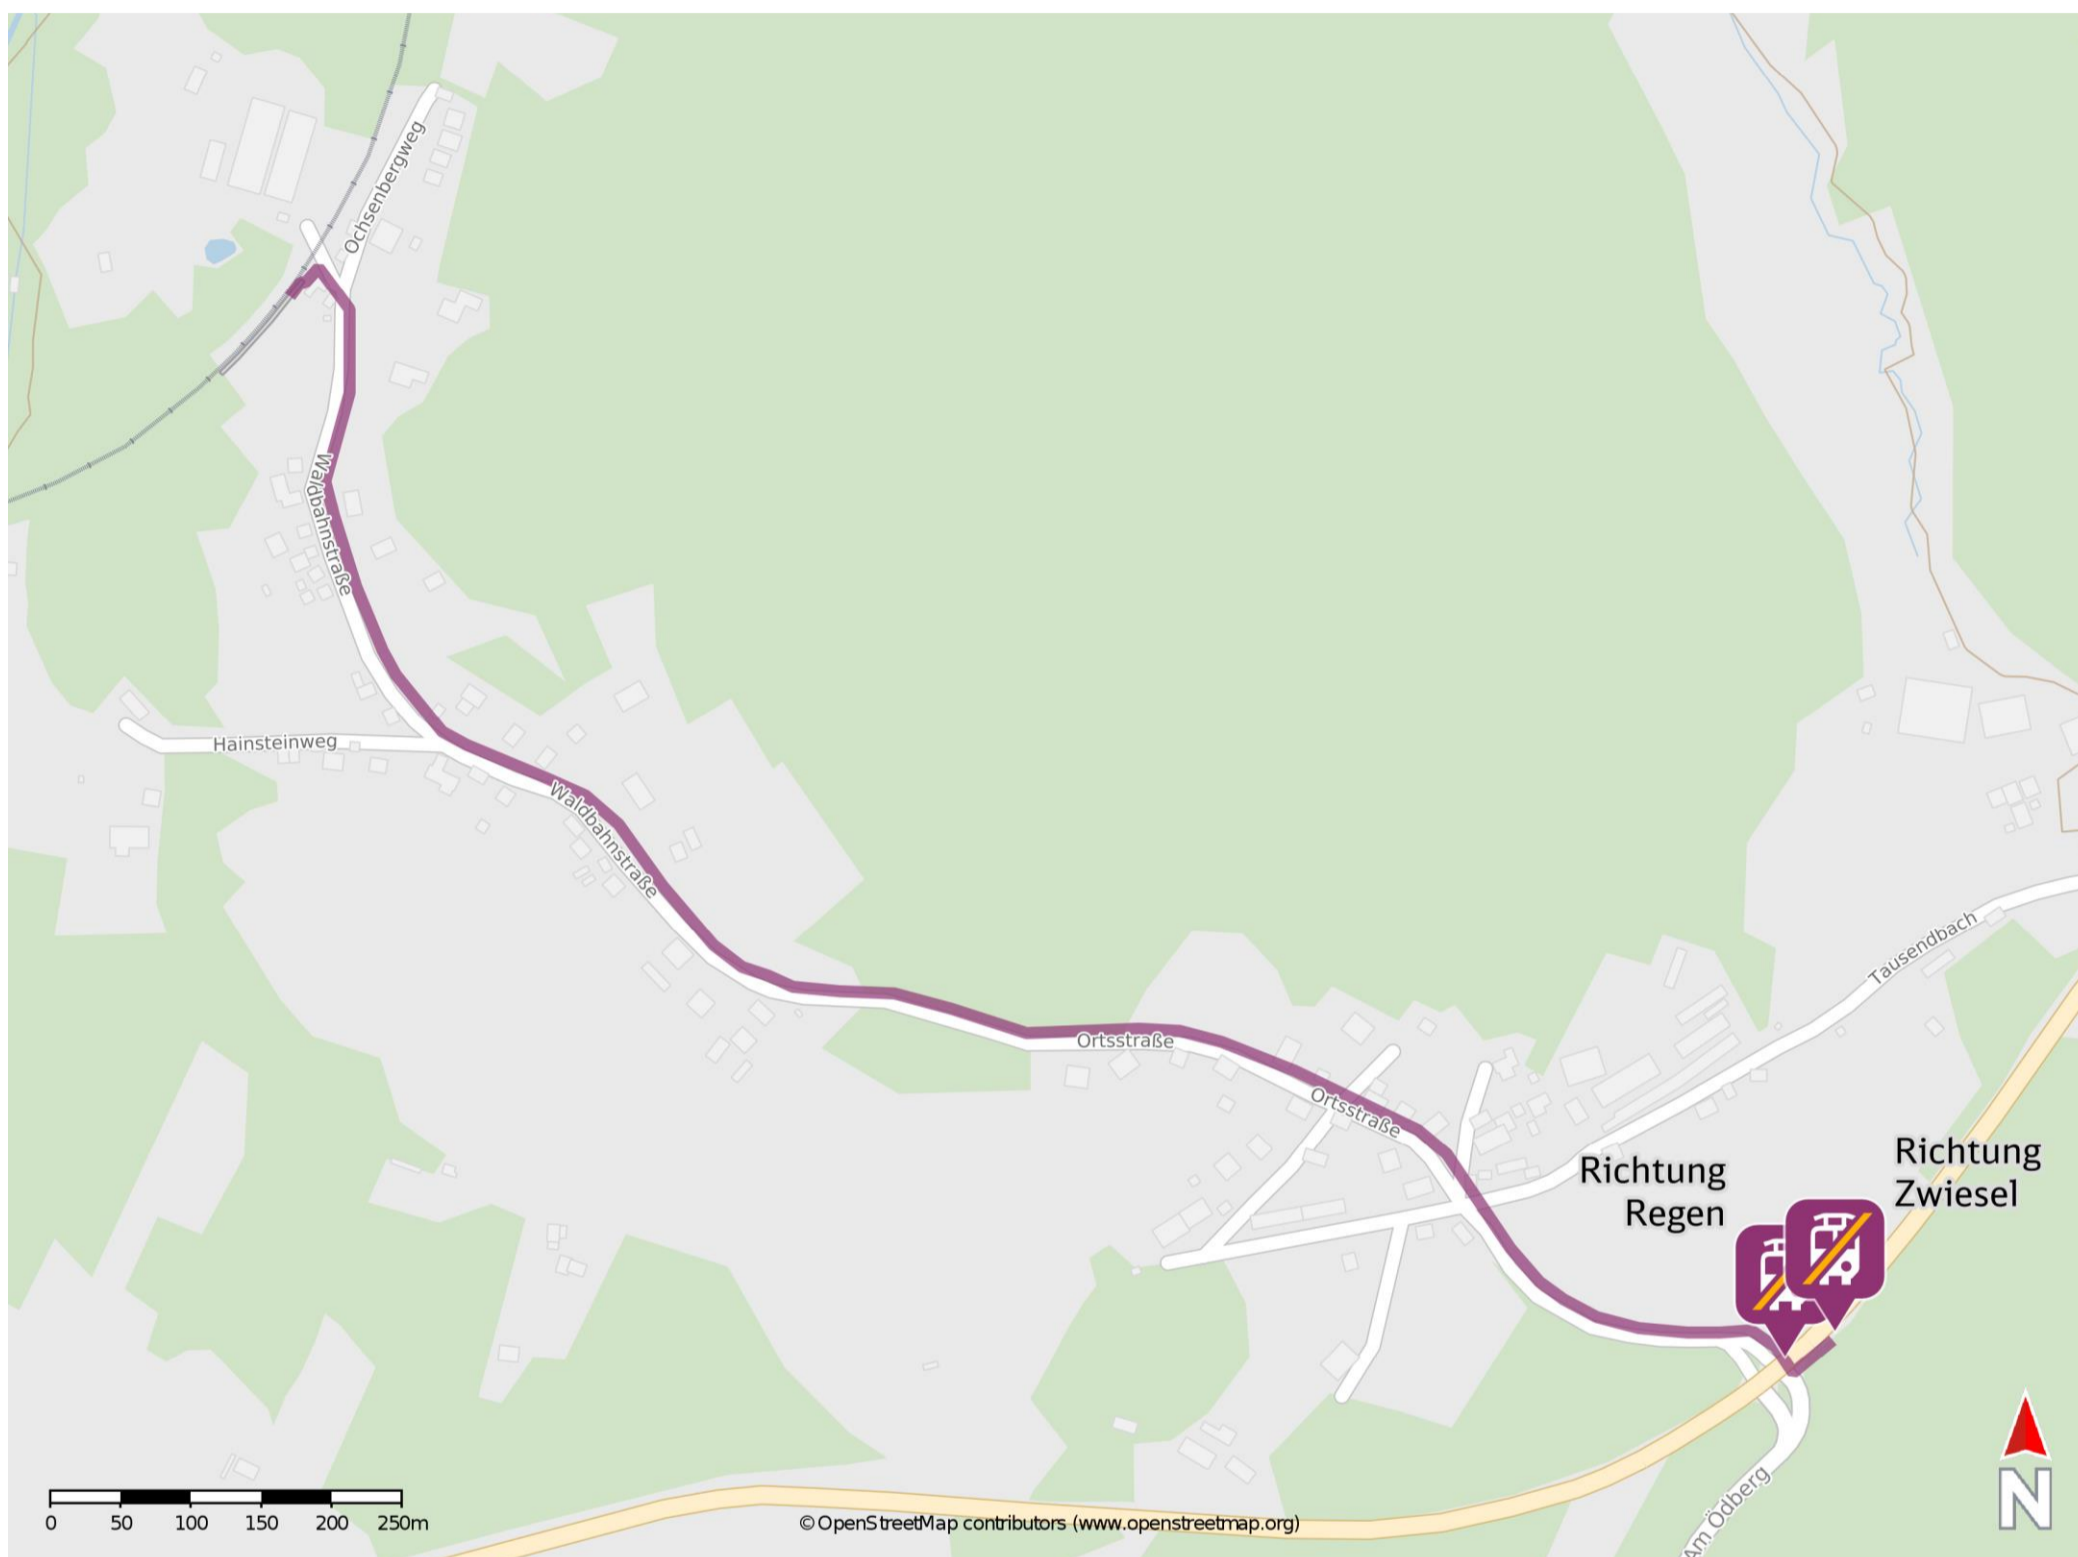 Ochsenbergweg
Waldbahnstraße
Hainsteinweg
Waldbahnstraße
Ortsstraße
Ortsstraße
Tausendbach
Richtung
Regen
Richtung
Zwiesel
Am Ödberg
0 50 100 150 200 250m
© OpenStreetMap contributors (www.openstreetmap.org)
N